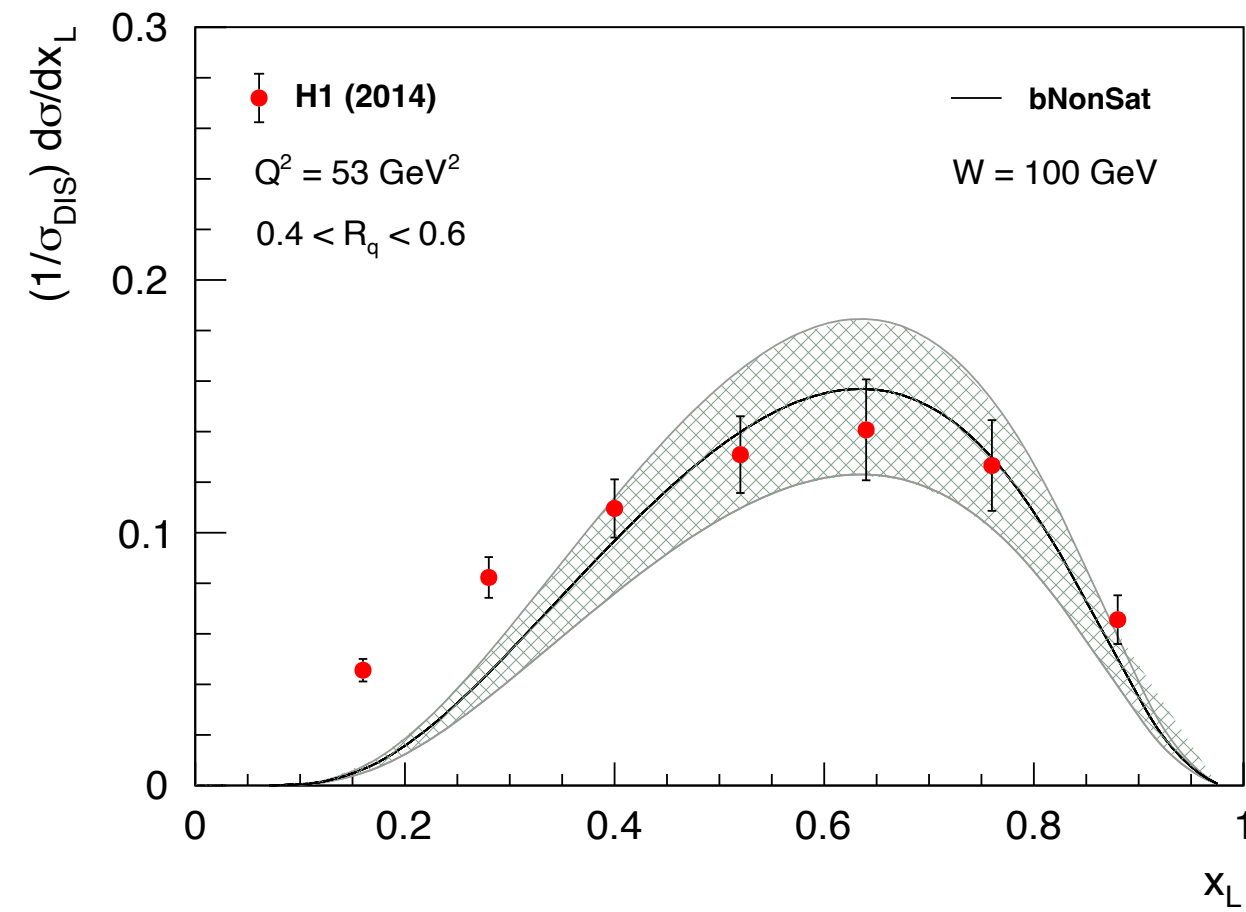 (1/σ_DIS) dσ/dx_L
0.3
0.2
0.1
0
H1 (2014)
Q² = 53 GeV²
0.4 < R_q < 0.6
bNonSat
W = 100 GeV
0 0.2 0.4 0.6 0.8 1
x_L